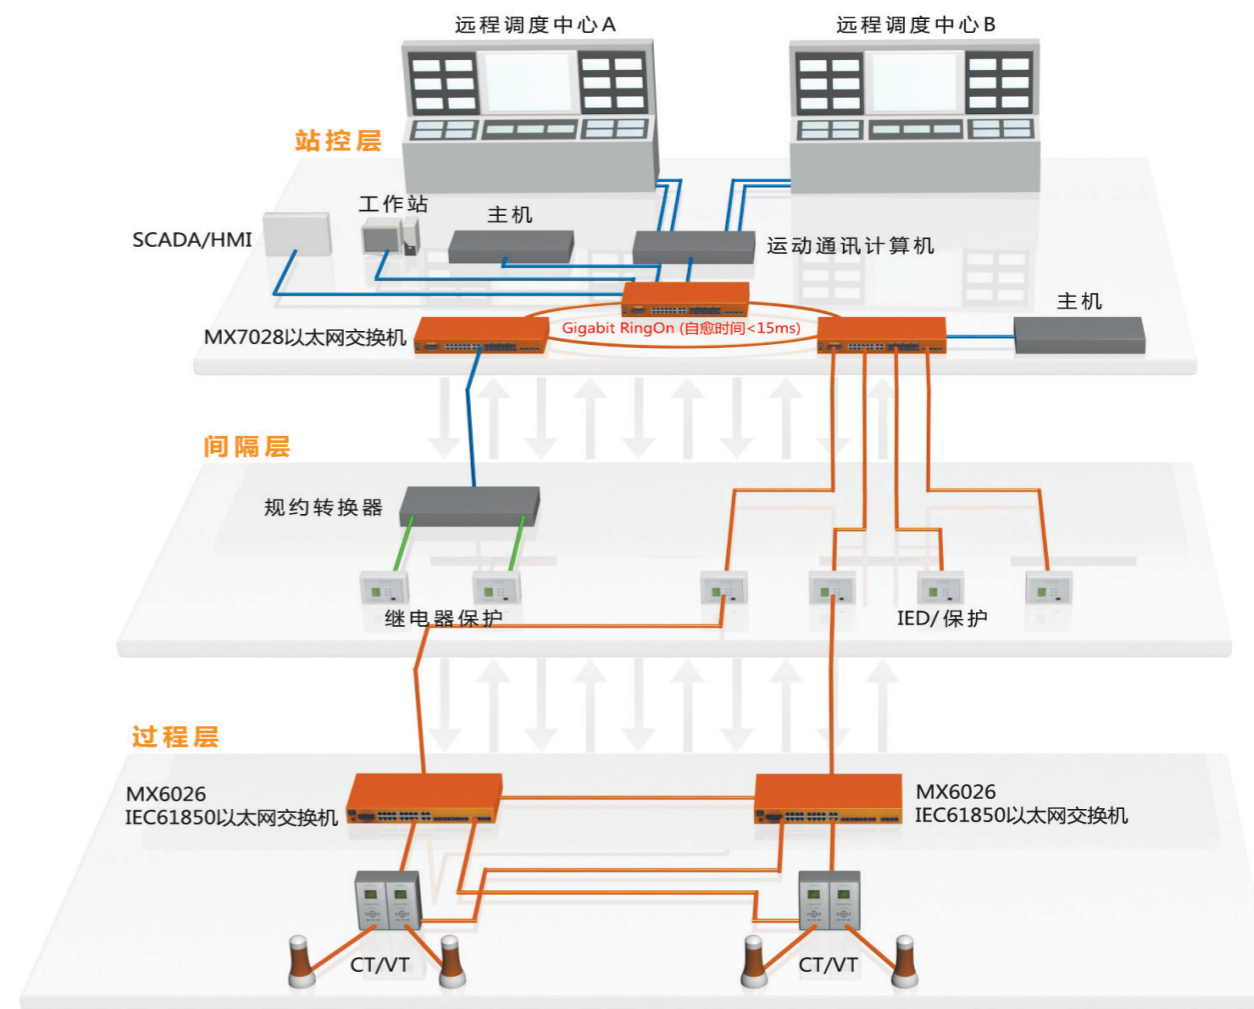 远程调度中心A
远程调度中心B
站控层
工作站
主机
SCADA/HMI
运动通讯计算机
主机
Gigabit RingOn (自愈时间<15ms)
MX7028以太网交换机
间隔层
规约转换器
继电器保护
IED/保护
过程层
MX6026
IEC61850以太网交换机
MX6026
IEC61850以太网交换机
CT/VT
CT/VT